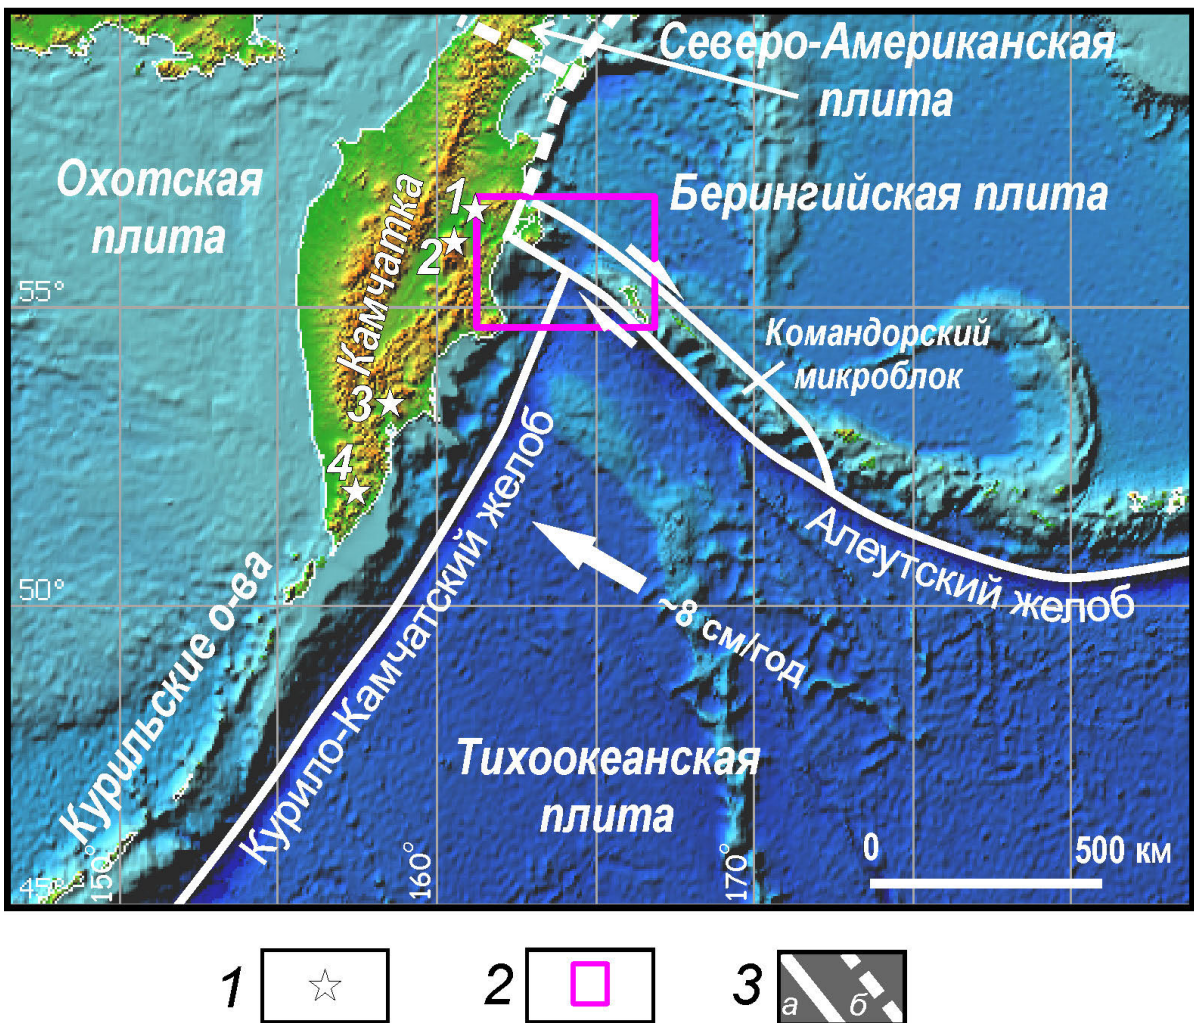 Северо-Американская
плита
Охотская
плита
Берингийская плита
Камчатка
1
2
3
4
55°
Командорский
микроблок
50°
Курильские о-ва
Курило-Камчатский желоб
Алеутский желоб
~8 см/год
Тихоокеанская
плита
0
500 км
45°
150°
160°
170°
1
2
3
а
б